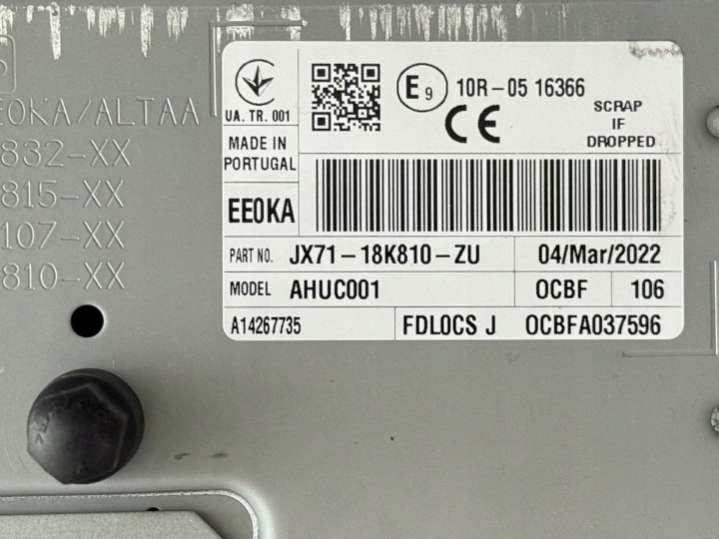 EOKA/ALTAA
832-XX
815-XX
107-XX
810-XX
UA. TR. 001
E9
10R-05 16366
CE
SCRAP
IF
DROPPED
MADE IN
PORTUGAL
EE0KA
PART NO. JX71-18K810-ZU 04/Mar/2022
MODEL AHUC001 OCBF 106
A14267735 FDL0CS J OCBFA037596